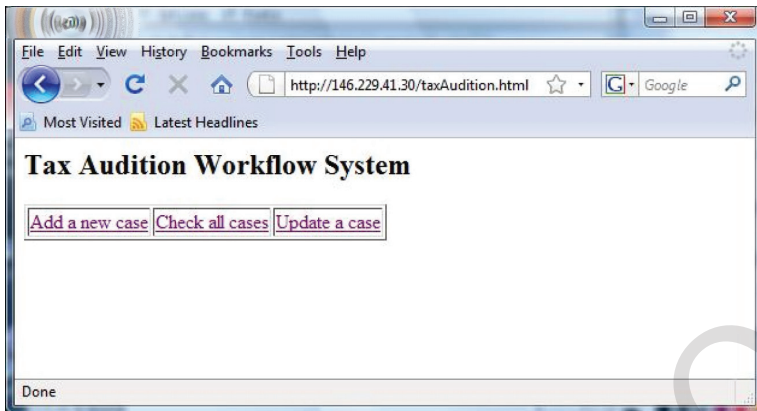 File Edit View History Bookmarks Tools Help
http://146.229.41.30/taxAudition.html G Google
Most Visited Latest Headlines
Tax Audition Workflow System
Add a new case Check all cases Update a case
Done